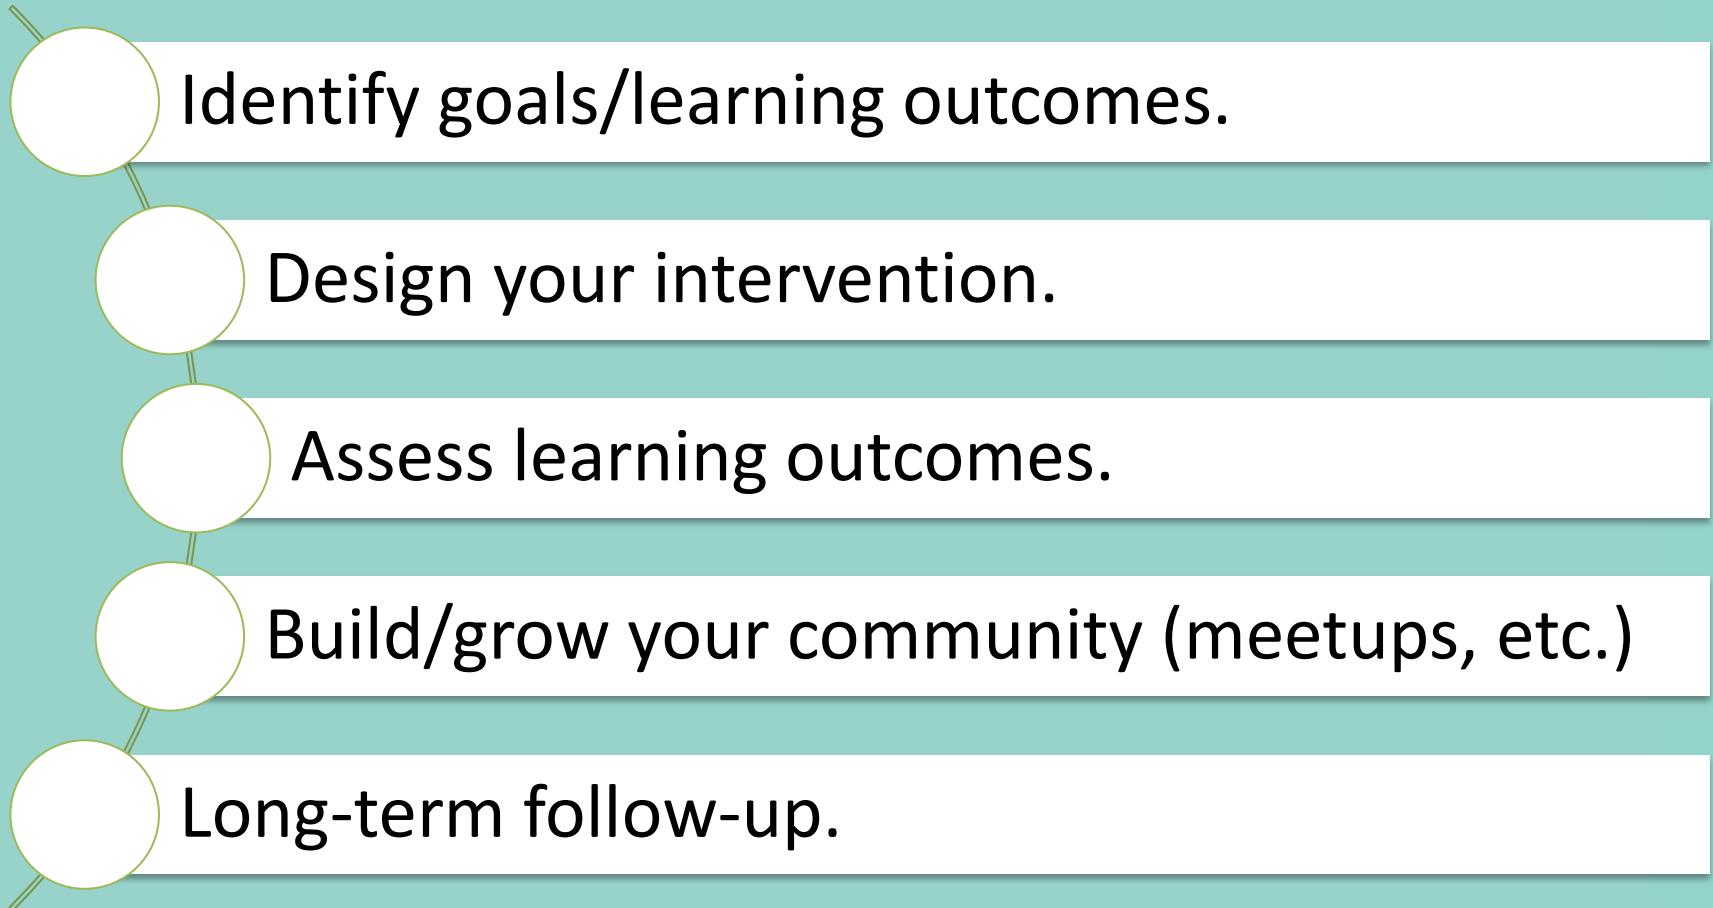 Identify goals/learning outcomes.
Design your intervention.
Assess learning outcomes.
Build/grow your community (meetups, etc.)
Long-term follow-up.